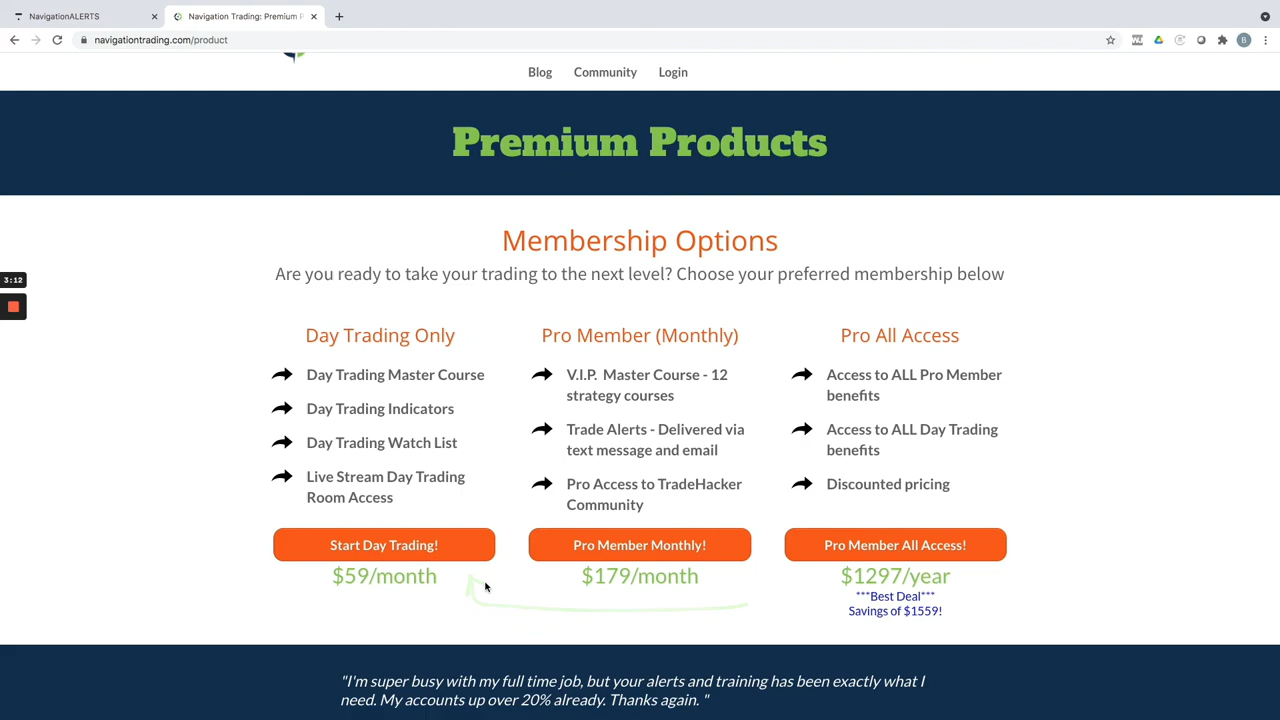 NavigationALERTS
Navigation Trading: Premium P
navigationtrading.com/product
B
Blog Community Login
Premium Products
3:12
Membership Options
Are you ready to take your trading to the next level? Choose your preferred membership below
Day Trading Only
Day Trading Master Course
Day Trading Indicators
Day Trading Watch List
Live Stream Day Trading
Room Access
Start Day Trading!
$59/month
Pro Member (Monthly)
V.I.P. Master Course - 12
strategy courses
Trade Alerts - Delivered via
text message and email
Pro Access to TradeHacker
Community
Pro Member Monthly!
$179/month
Pro All Access
Access to ALL Pro Member
benefits
Access to ALL Day Trading
benefits
Discounted pricing
Pro Member All Access!
$1297/year
***Best Deal***
Savings of $1559!
"I'm super busy with my full time job, but your alerts and training has been exactly what I
need. My accounts up over 20% already. Thanks again. "